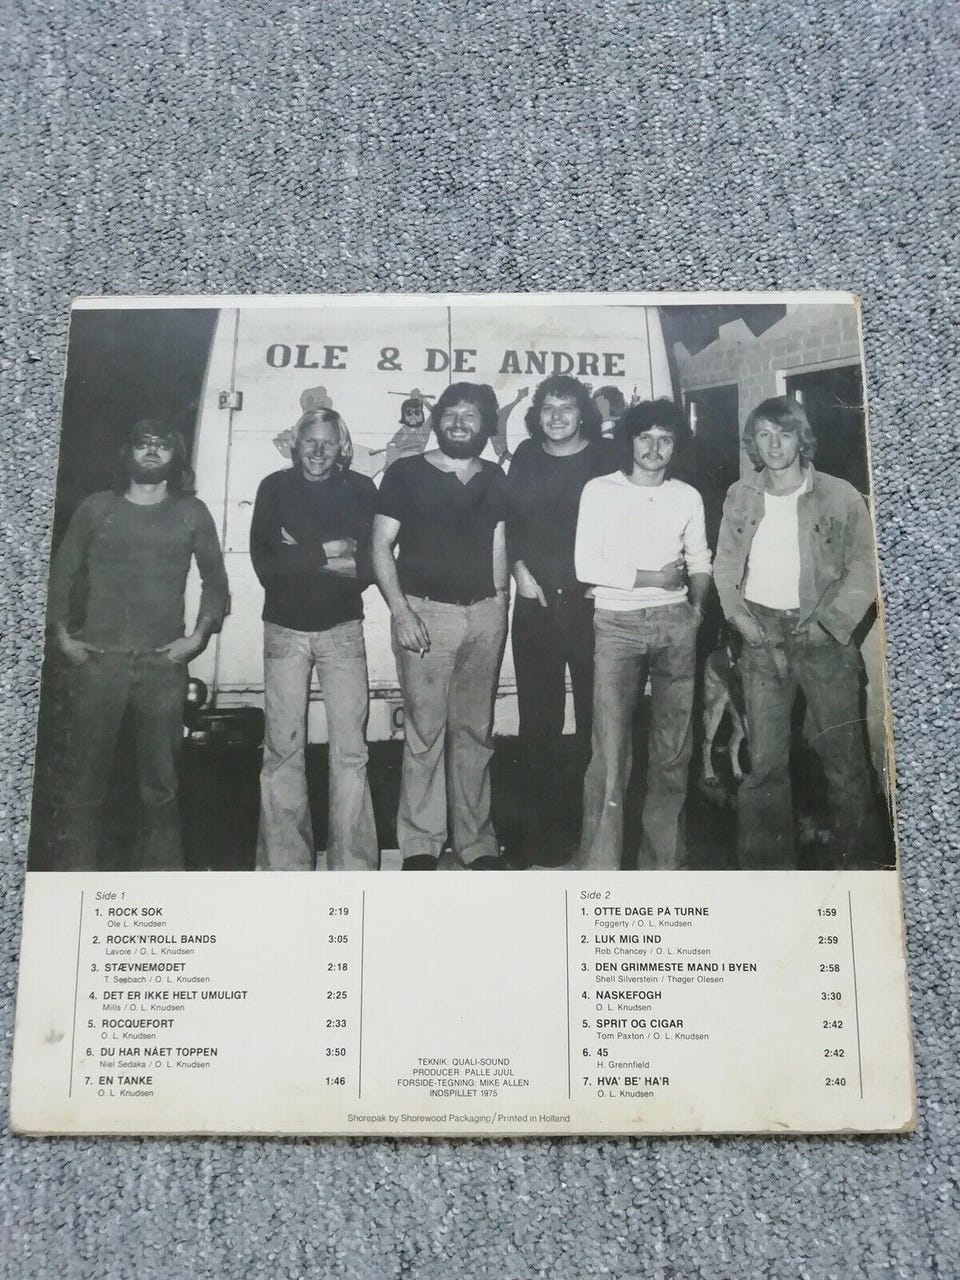 OLE & DE ANDRE
Side 1
1. ROCK SOK 2:19
Ole L. Knudsen
2. ROCK'N'ROLL BANDS 3:05
Lavoie / O. L. Knudsen
3. STÆVNEMØDET 2:18
T. Seebach / O. L. Knudsen
4. DET ER IKKE HELT UMULIGT 2:25
Mills / O. L. Knudsen
5. ROCQUEFORT 2:33
O. L. Knudsen
6. DU HAR NÅET TOPPEN 3:50
Niel Sedaka / O. L. Knudsen
7. EN TANKE 1:46
O. L. Knudsen
TEKNIK: QUALI-SOUND
PRODUCER: PALLE JUUL
FORSIDE-TEGNING: MIKE ALLEN
INDSPILLET 1975
Side 2
1. OTTE DAGE PÅ TURNE 1:59
Foggerty / O. L. Knudsen
2. LUK MIG IND 2:59
Rob Chancey / O. L. Knudsen
3. DEN GRIMMESTE MAND I BYEN 2:58
Shell Silverstein / Thøger Olesen
4. NASKEFOGH 3:30
O. L. Knudsen
5. SPRIT OG CIGAR 2:42
Tom Paxton / O. L. Knudsen
6. 45 2:42
H. Grennfield
7. HVA' BE' HA'R 2:40
O. L. Knudsen
Shorepak by Shorewood Packaging/Printed in Holland